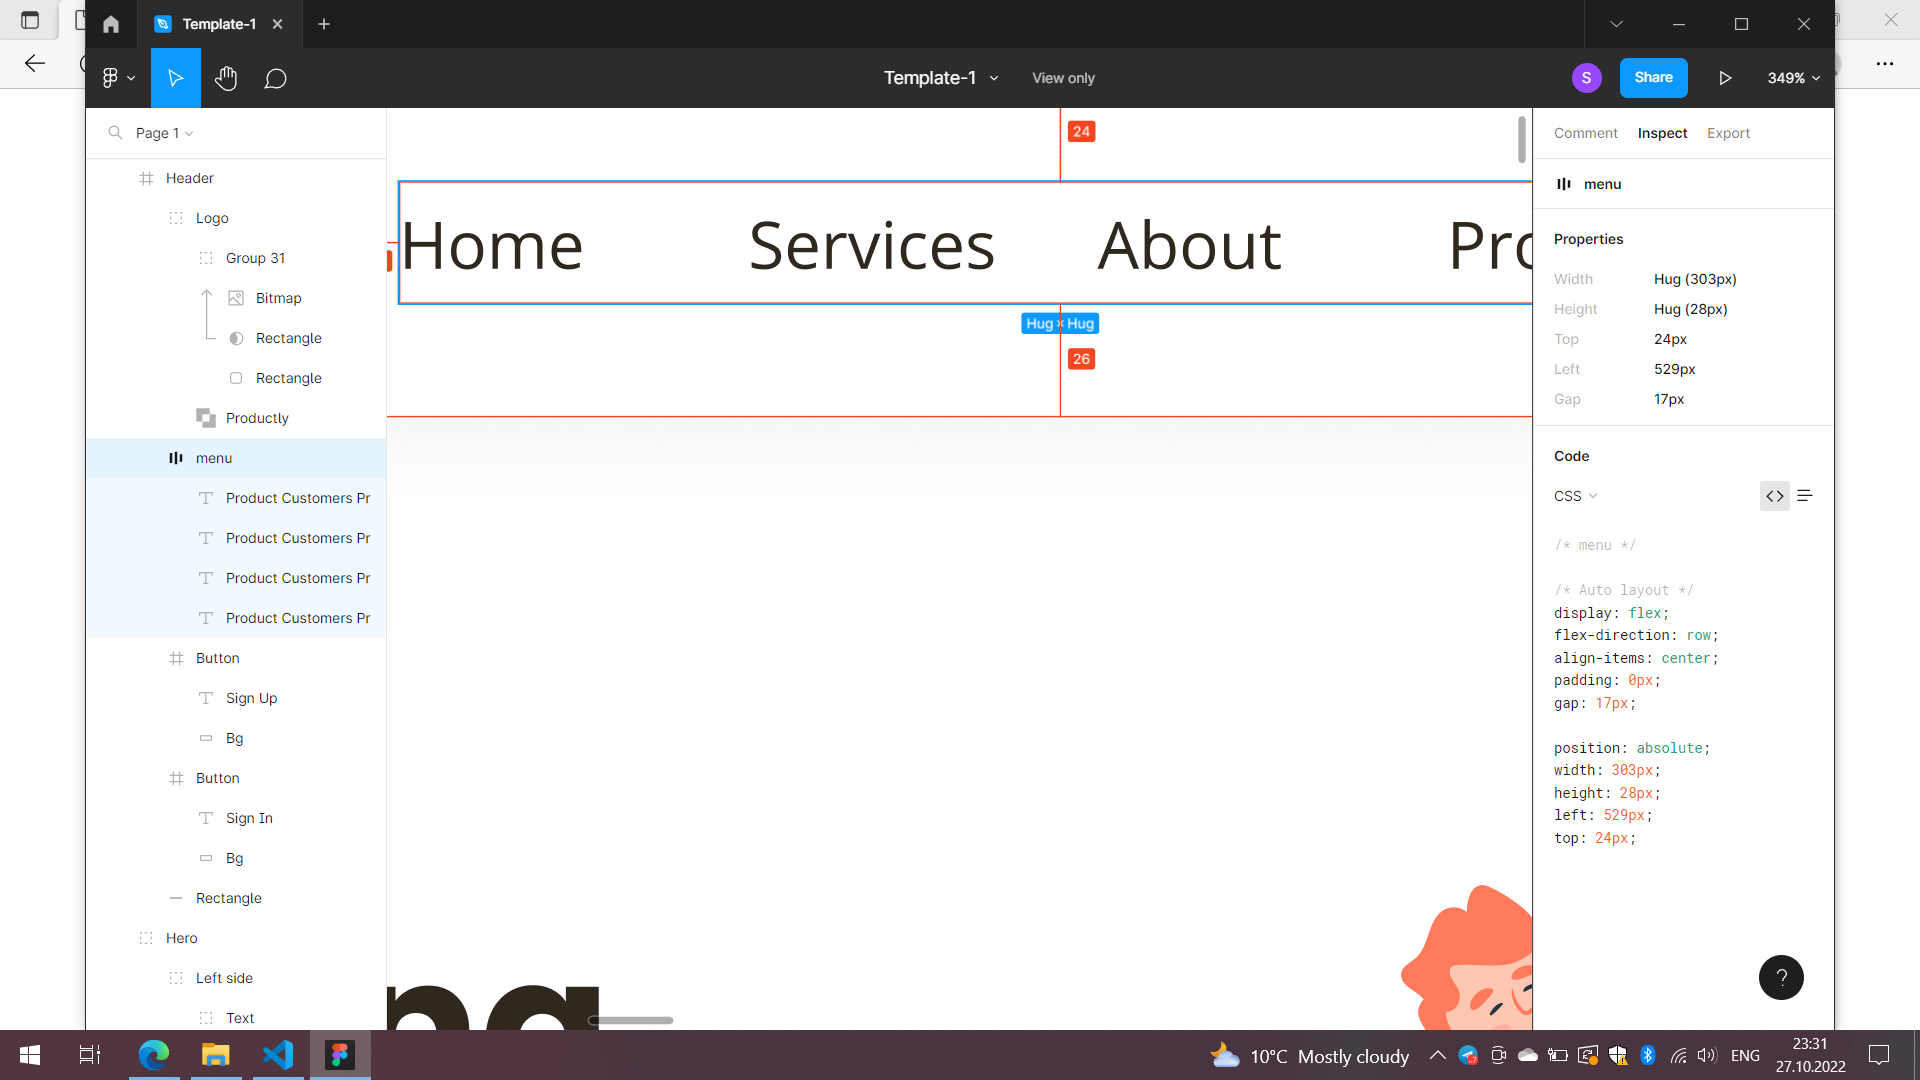 Template-1
Template-1
View only
S
Share
349%
Page 1
Header
Logo
Group 31
Bitmap
Rectangle
Rectangle
Productly
menu
Product Customers Pr
Product Customers Pr
Product Customers Pr
Product Customers Pr
Button
Sign Up
Bg
Button
Sign In
Bg
Rectangle
Hero
Left side
Text
24
Home
Services
About
Pro
Hug × Hug
26
ng
Comment
Inspect
Export
menu
Properties
Width Hug (303px)
Height Hug (28px)
Top 24px
Left 529px
Gap 17px
Code
CSS
/* menu */
/* Auto layout */
display: flex;
flex-direction: row;
align-items: center;
padding: 0px;
gap: 17px;
position: absolute;
width: 303px;
height: 28px;
left: 529px;
top: 24px;
?
10°C Mostly cloudy
ENG
23:31
27.10.2022